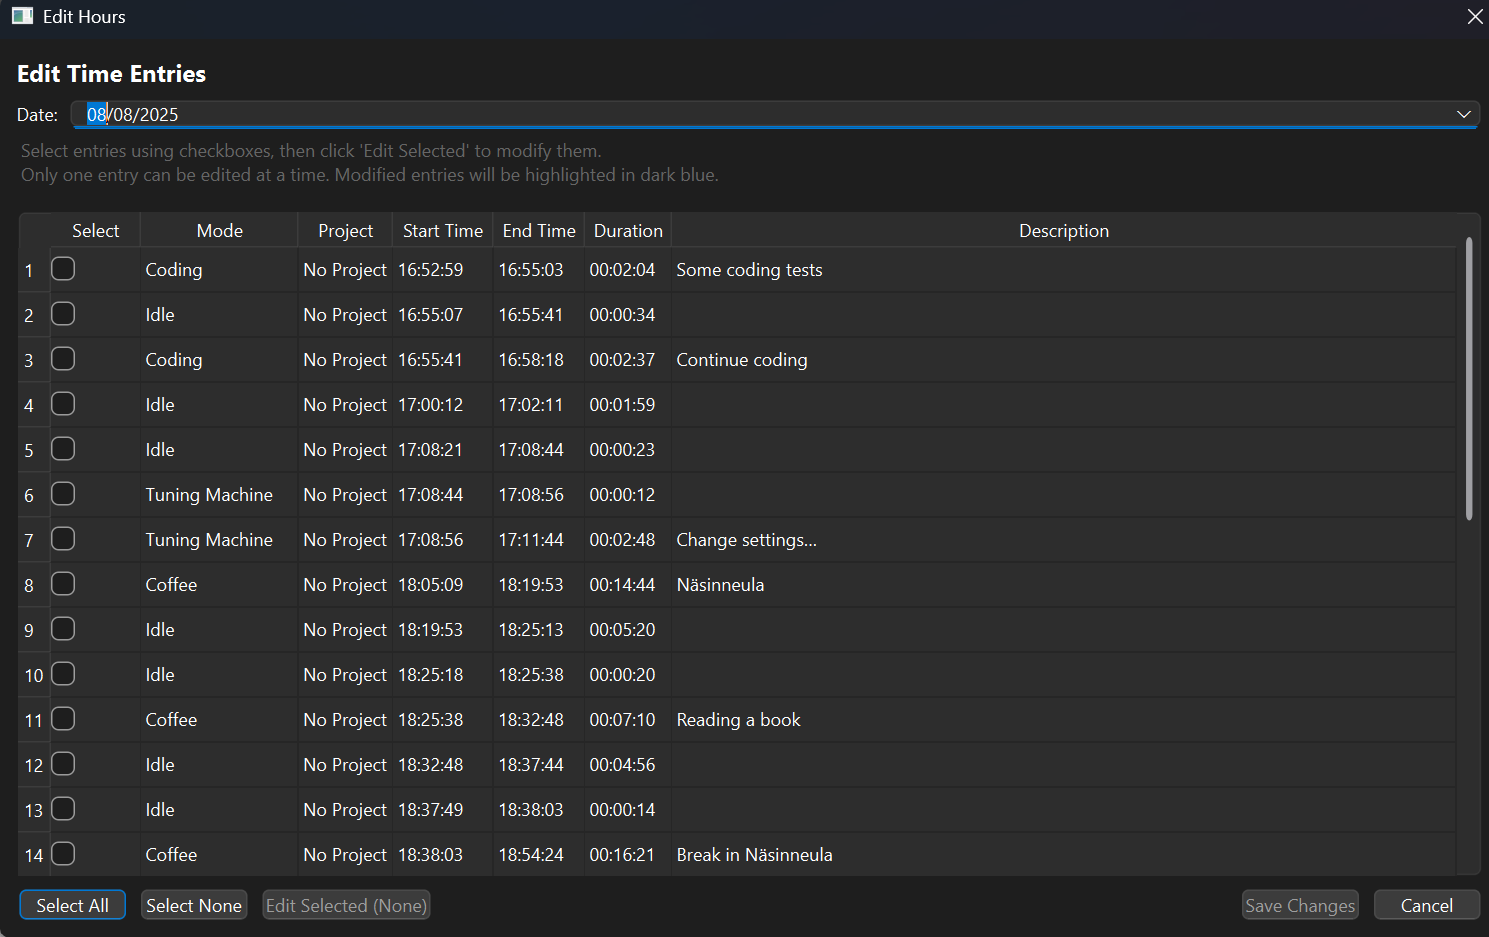 Edit Hours
Edit Time Entries
Date: 08/08/2025
Select entries using checkboxes, then click 'Edit Selected' to modify them.
Only one entry can be edited at a time. Modified entries will be highlighted in dark blue.
Select Mode Project Start Time End Time Duration Description
1 Coding No Project 16:52:59 16:55:03 00:02:04 Some coding tests
2 Idle No Project 16:55:07 16:55:41 00:00:34
3 Coding No Project 16:55:41 16:58:18 00:02:37 Continue coding
4 Idle No Project 17:00:12 17:02:11 00:01:59
5 Idle No Project 17:08:21 17:08:44 00:00:23
6 Tuning Machine No Project 17:08:44 17:08:56 00:00:12
7 Tuning Machine No Project 17:08:56 17:11:44 00:02:48 Change settings...
8 Coffee No Project 18:05:09 18:19:53 00:14:44 Näsinneula
9 Idle No Project 18:19:53 18:25:13 00:05:20
10 Idle No Project 18:25:18 18:25:38 00:00:20
11 Coffee No Project 18:25:38 18:32:48 00:07:10 Reading a book
12 Idle No Project 18:32:48 18:37:44 00:04:56
13 Idle No Project 18:37:49 18:38:03 00:00:14
14 Coffee No Project 18:38:03 18:54:24 00:16:21 Break in Näsinneula
Select All Select None Edit Selected (None) Save Changes Cancel